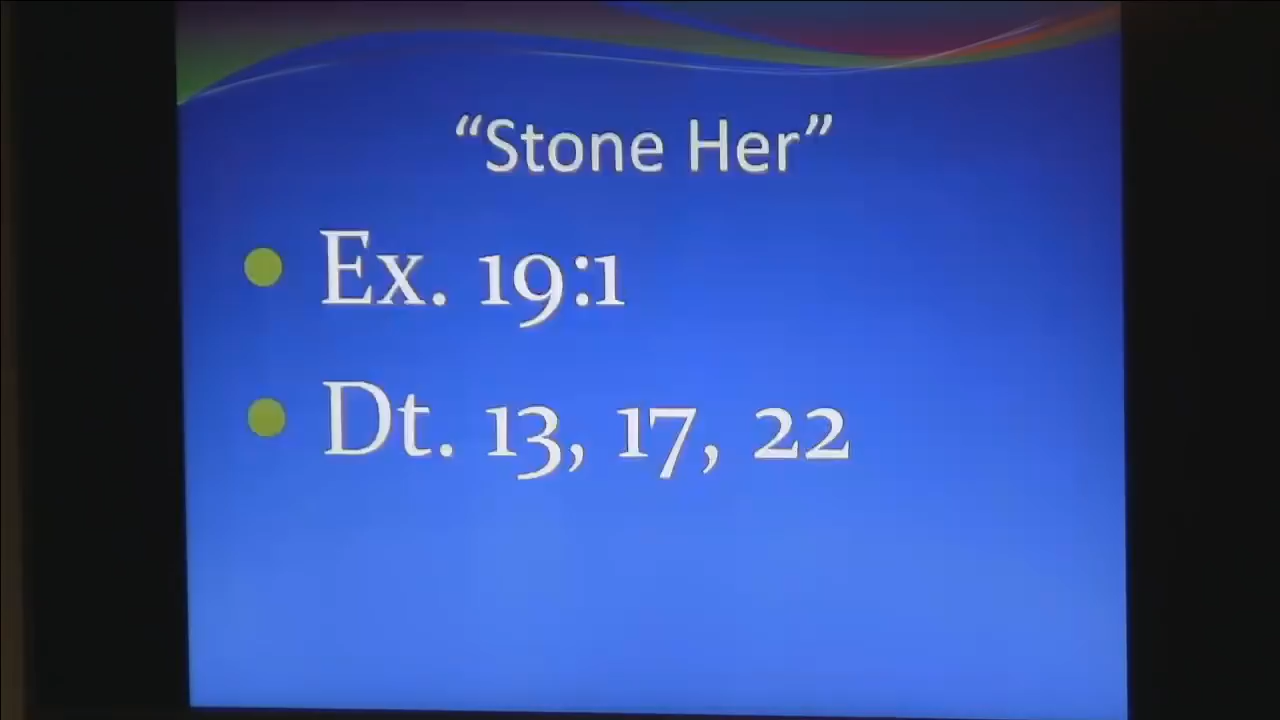 “Stone Her”
Ex. 19:1
Dt. 13, 17, 22